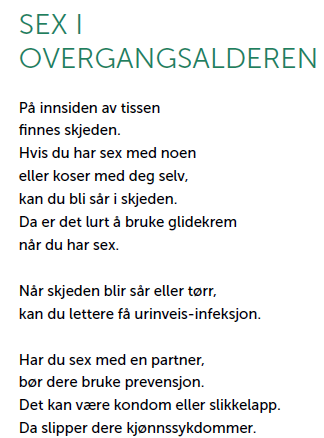 SEX I
OVERGANGSALDEREN
På innsiden av tissen
finnes skjeden.
Hvis du har sex med noen
eller koser med deg selv,
kan du bli sår i skjeden.
Da er det lurt å bruke glidekrem
når du har sex.
Når skjeden blir sår eller tørr,
kan du lettere få urinveis-infeksjon.
Har du sex med en partner,
bør dere bruke prevensjon.
Det kan være kondom eller slikkelapp.
Da slipper dere kjønnssykdommer.